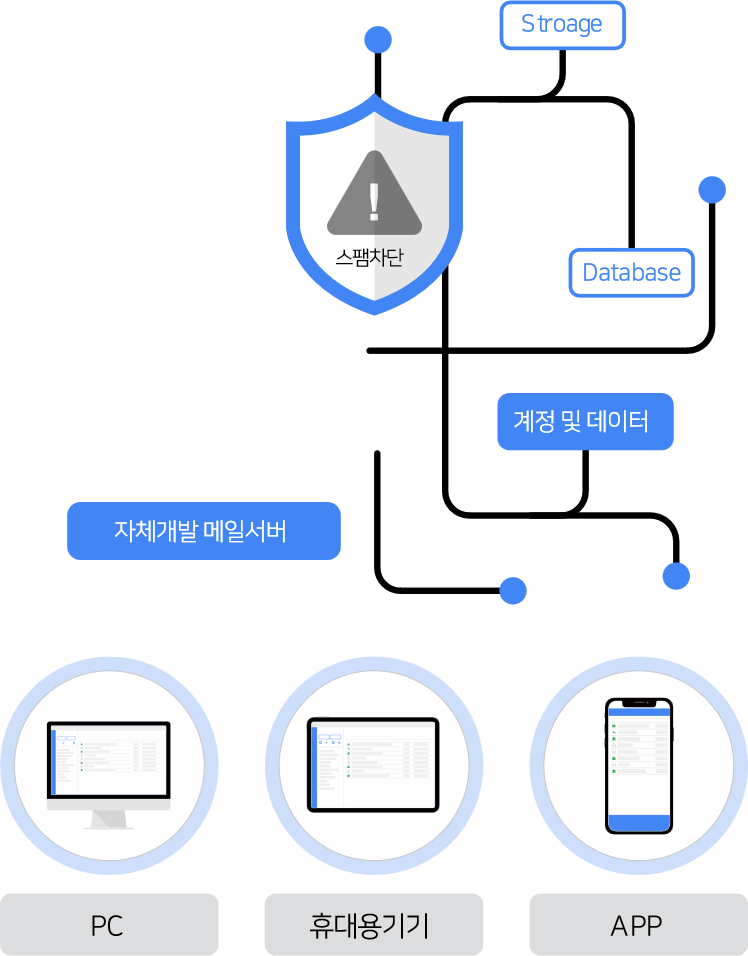 Stroage
스팸차단
Database
계정 및 데이터
자체개발 메일서버
PC
휴대용기기
APP